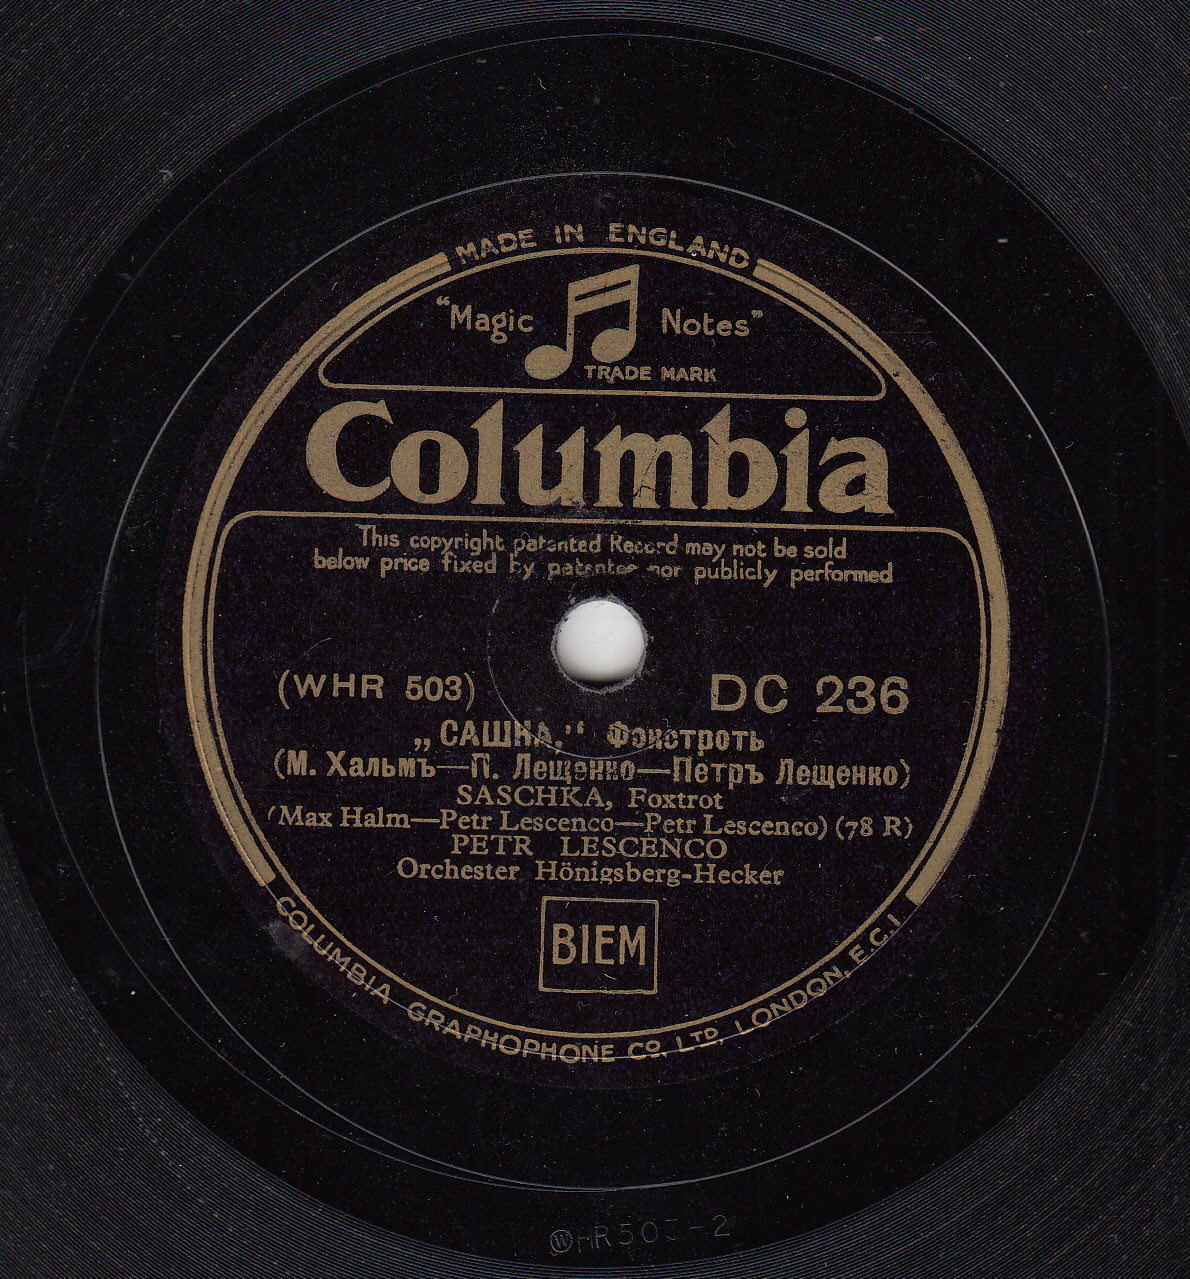 MADE IN ENGLAND
“Magic Notes”
TRADE MARK
Columbia
This copyright patented Record may not be sold
below price fixed by patentee nor publicly performed
(WHR 503) DC 236
„САШКА,“ Фокстротъ
(М. Хальмъ—П. Лещенко—Петръ Лещенко)
SASCHKA, Foxtrot
(Max Halm—Petr Lescenco—Petr Lescenco) (78 R)
PETR LESCENCO
Orchester Hönigsberg-Hecker
BIEM
COLUMBIA GRAPHOPHONE CO. LTD, LONDON, E.C.1
WHR503-2